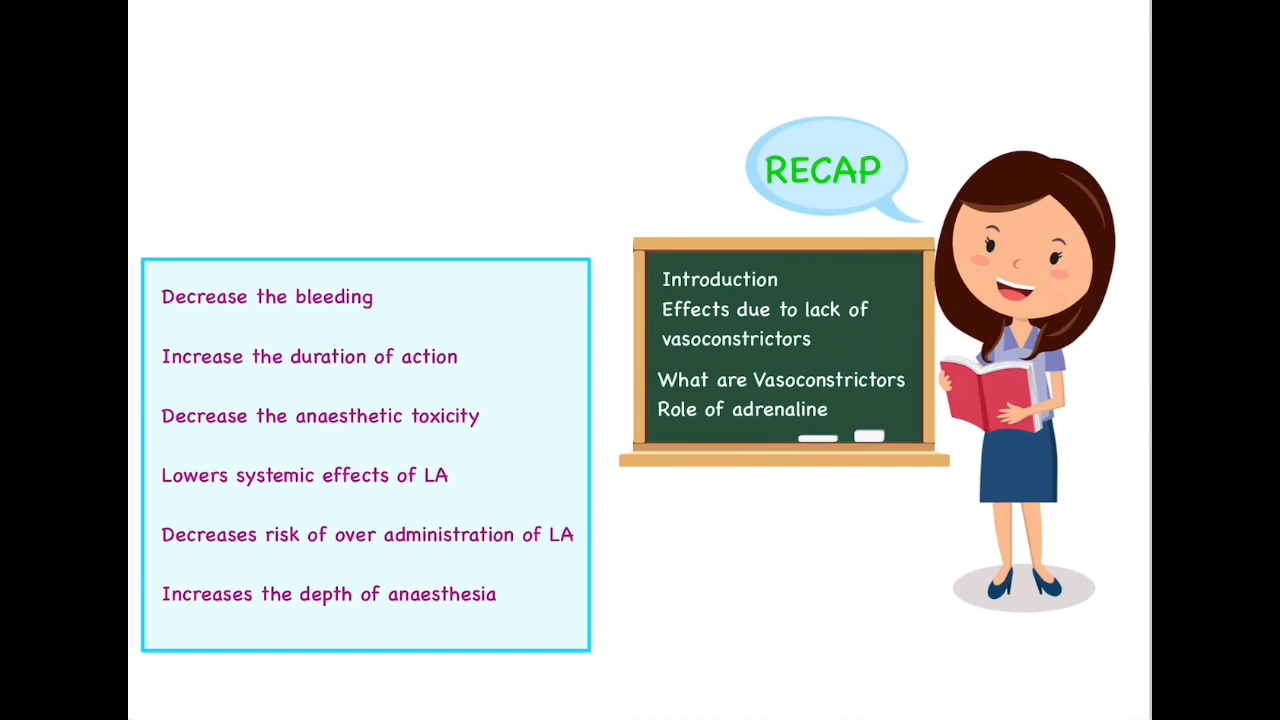 RECAP
Introduction
Effects due to lack of
vasoconstrictors
What are Vasoconstrictors
Role of adrenaline
Decrease the bleeding
Increase the duration of action
Decrease the anaesthetic toxicity
Lowers systemic effects of LA
Decreases risk of over administration of LA
Increases the depth of anaesthesia